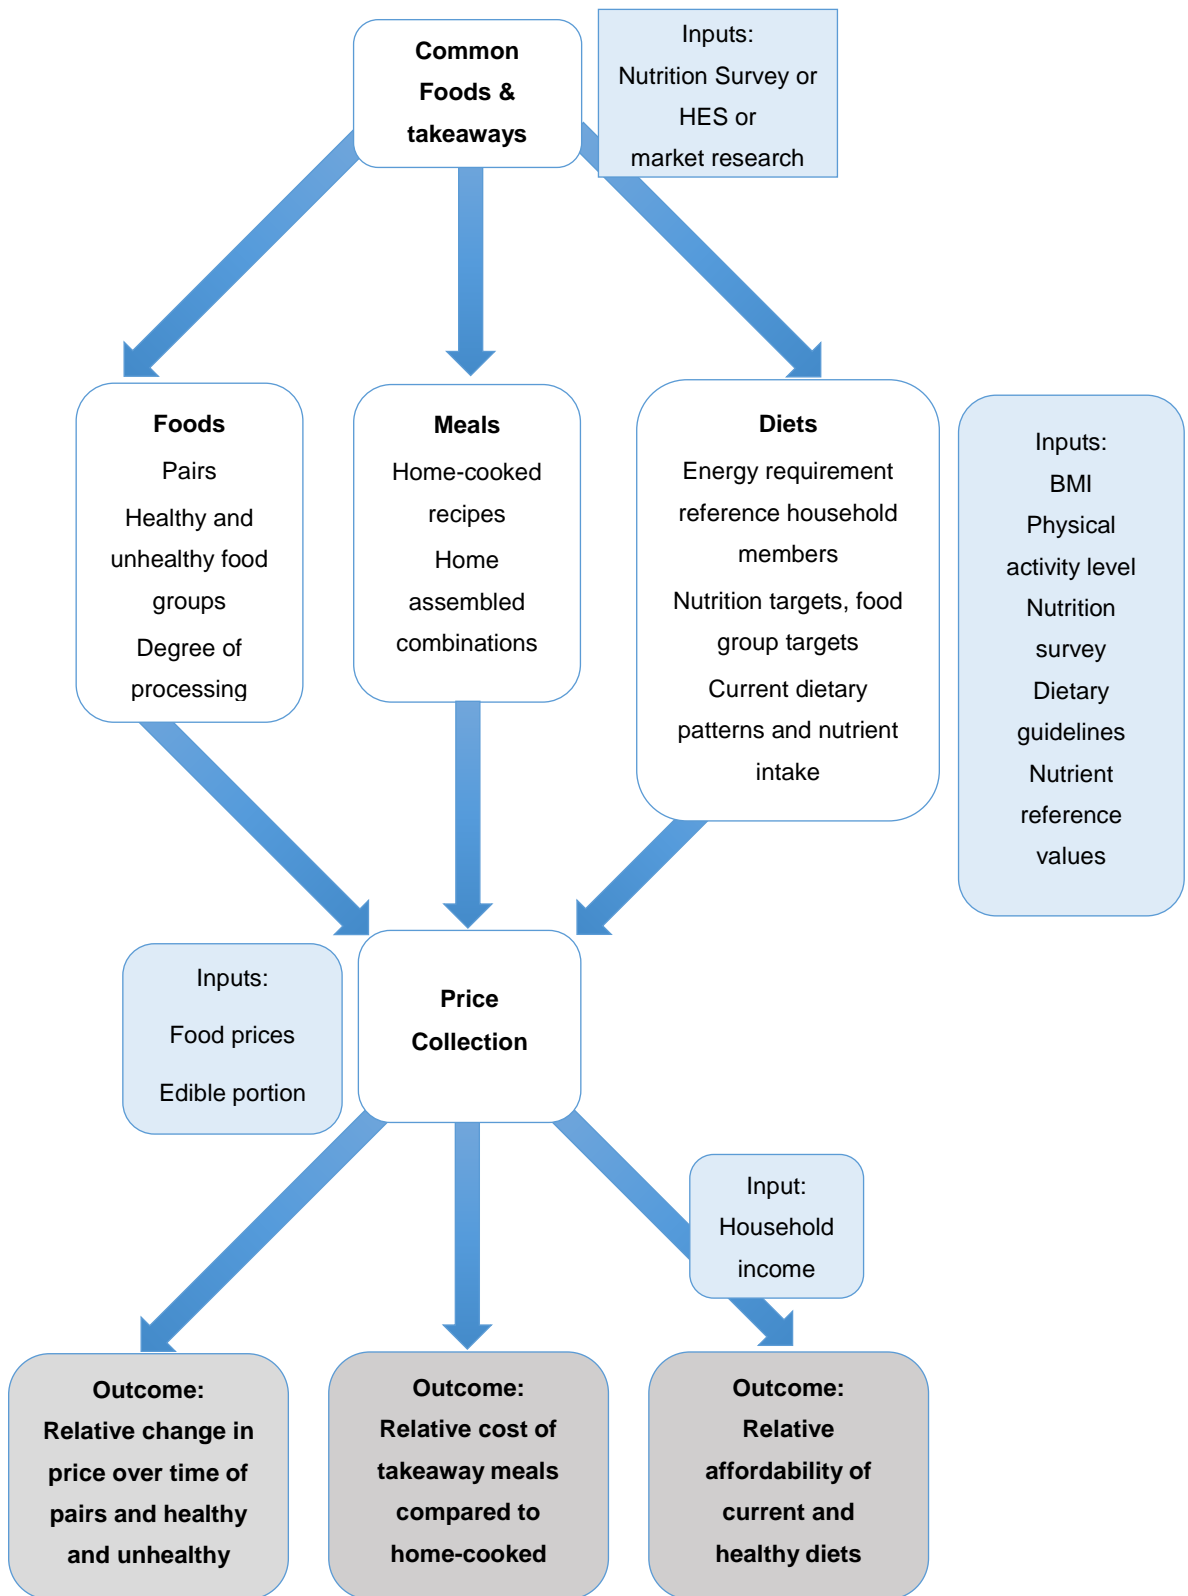 Common
Foods &
takeaways
Inputs:
Nutrition Survey or
HES or
market research
Foods
Pairs
Healthy and
unhealthy food
groups
Degree of
processing
Meals
Home-cooked
recipes
Home
assembled
combinations
Diets
Energy requirement
reference household
members
Nutrition targets, food
group targets
Current dietary
patterns and nutrient
intake
Inputs:
BMI
Physical
activity level
Nutrition
survey
Dietary
guidelines
Nutrient
reference
values
Inputs:
Food prices
Edible portion
Price
Collection
Input:
Household
income
Outcome:
Relative change in
price over time of
pairs and healthy
and unhealthy
Outcome:
Relative cost of
takeaway meals
compared to
home-cooked
Outcome:
Relative
affordability of
current and
healthy diets